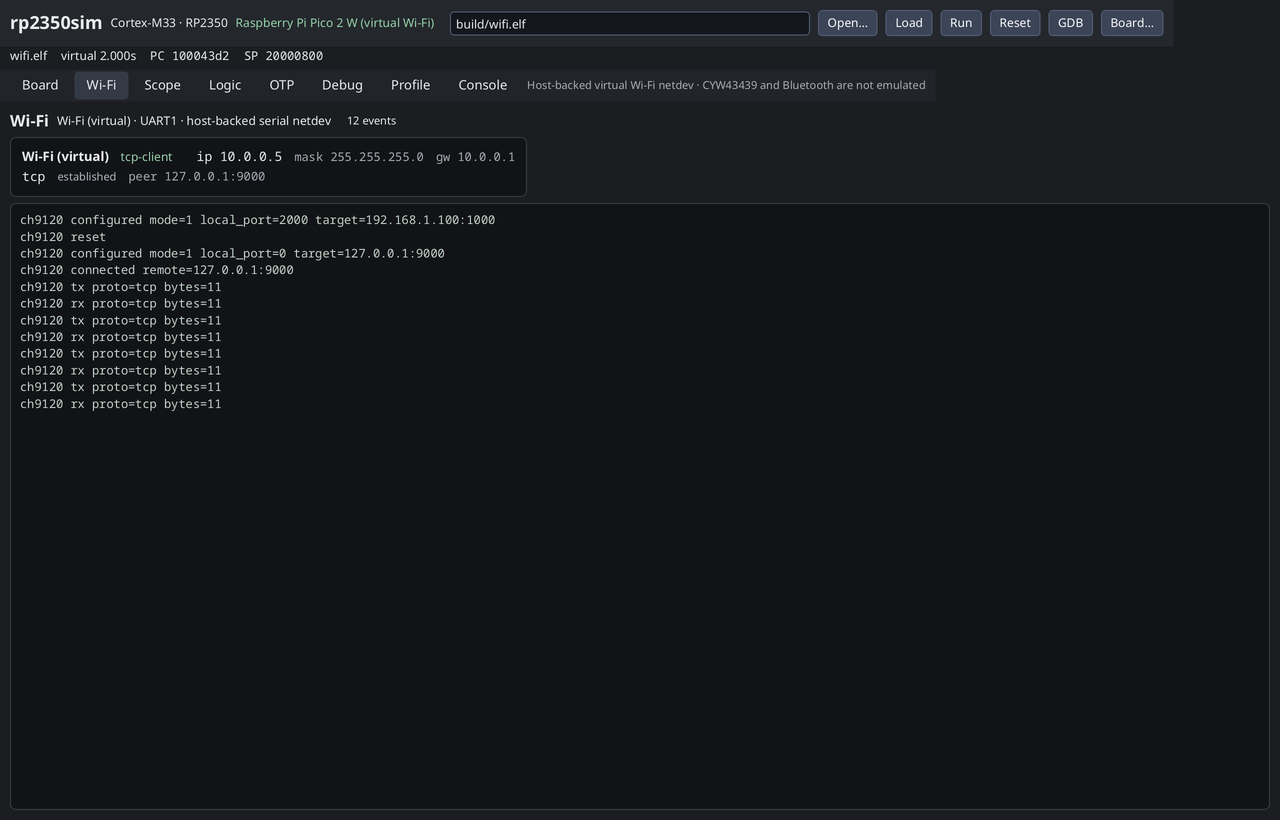 rp2350sim Cortex-M33 · RP2350 Raspberry Pi Pico 2 W (virtual Wi-Fi) build/wifi.elf Open... Load Run Reset GDB Board...
wifi.elf virtual 2.000s PC 100043d2 SP 20000800
Board Wi-Fi Scope Logic OTP Debug Profile Console Host-backed virtual Wi-Fi netdev · CYW43439 and Bluetooth are not emulated
Wi-Fi Wi-Fi (virtual) · UART1 · host-backed serial netdev 12 events
Wi-Fi (virtual) tcp-client ip 10.0.0.5 mask 255.255.255.0 gw 10.0.0.1
tcp established peer 127.0.0.1:9000
ch9120 configured mode=1 local_port=2000 target=192.168.1.100:1000
ch9120 reset
ch9120 configured mode=1 local_port=0 target=127.0.0.1:9000
ch9120 connected remote=127.0.0.1:9000
ch9120 tx proto=tcp bytes=11
ch9120 rx proto=tcp bytes=11
ch9120 tx proto=tcp bytes=11
ch9120 rx proto=tcp bytes=11
ch9120 tx proto=tcp bytes=11
ch9120 rx proto=tcp bytes=11
ch9120 tx proto=tcp bytes=11
ch9120 rx proto=tcp bytes=11